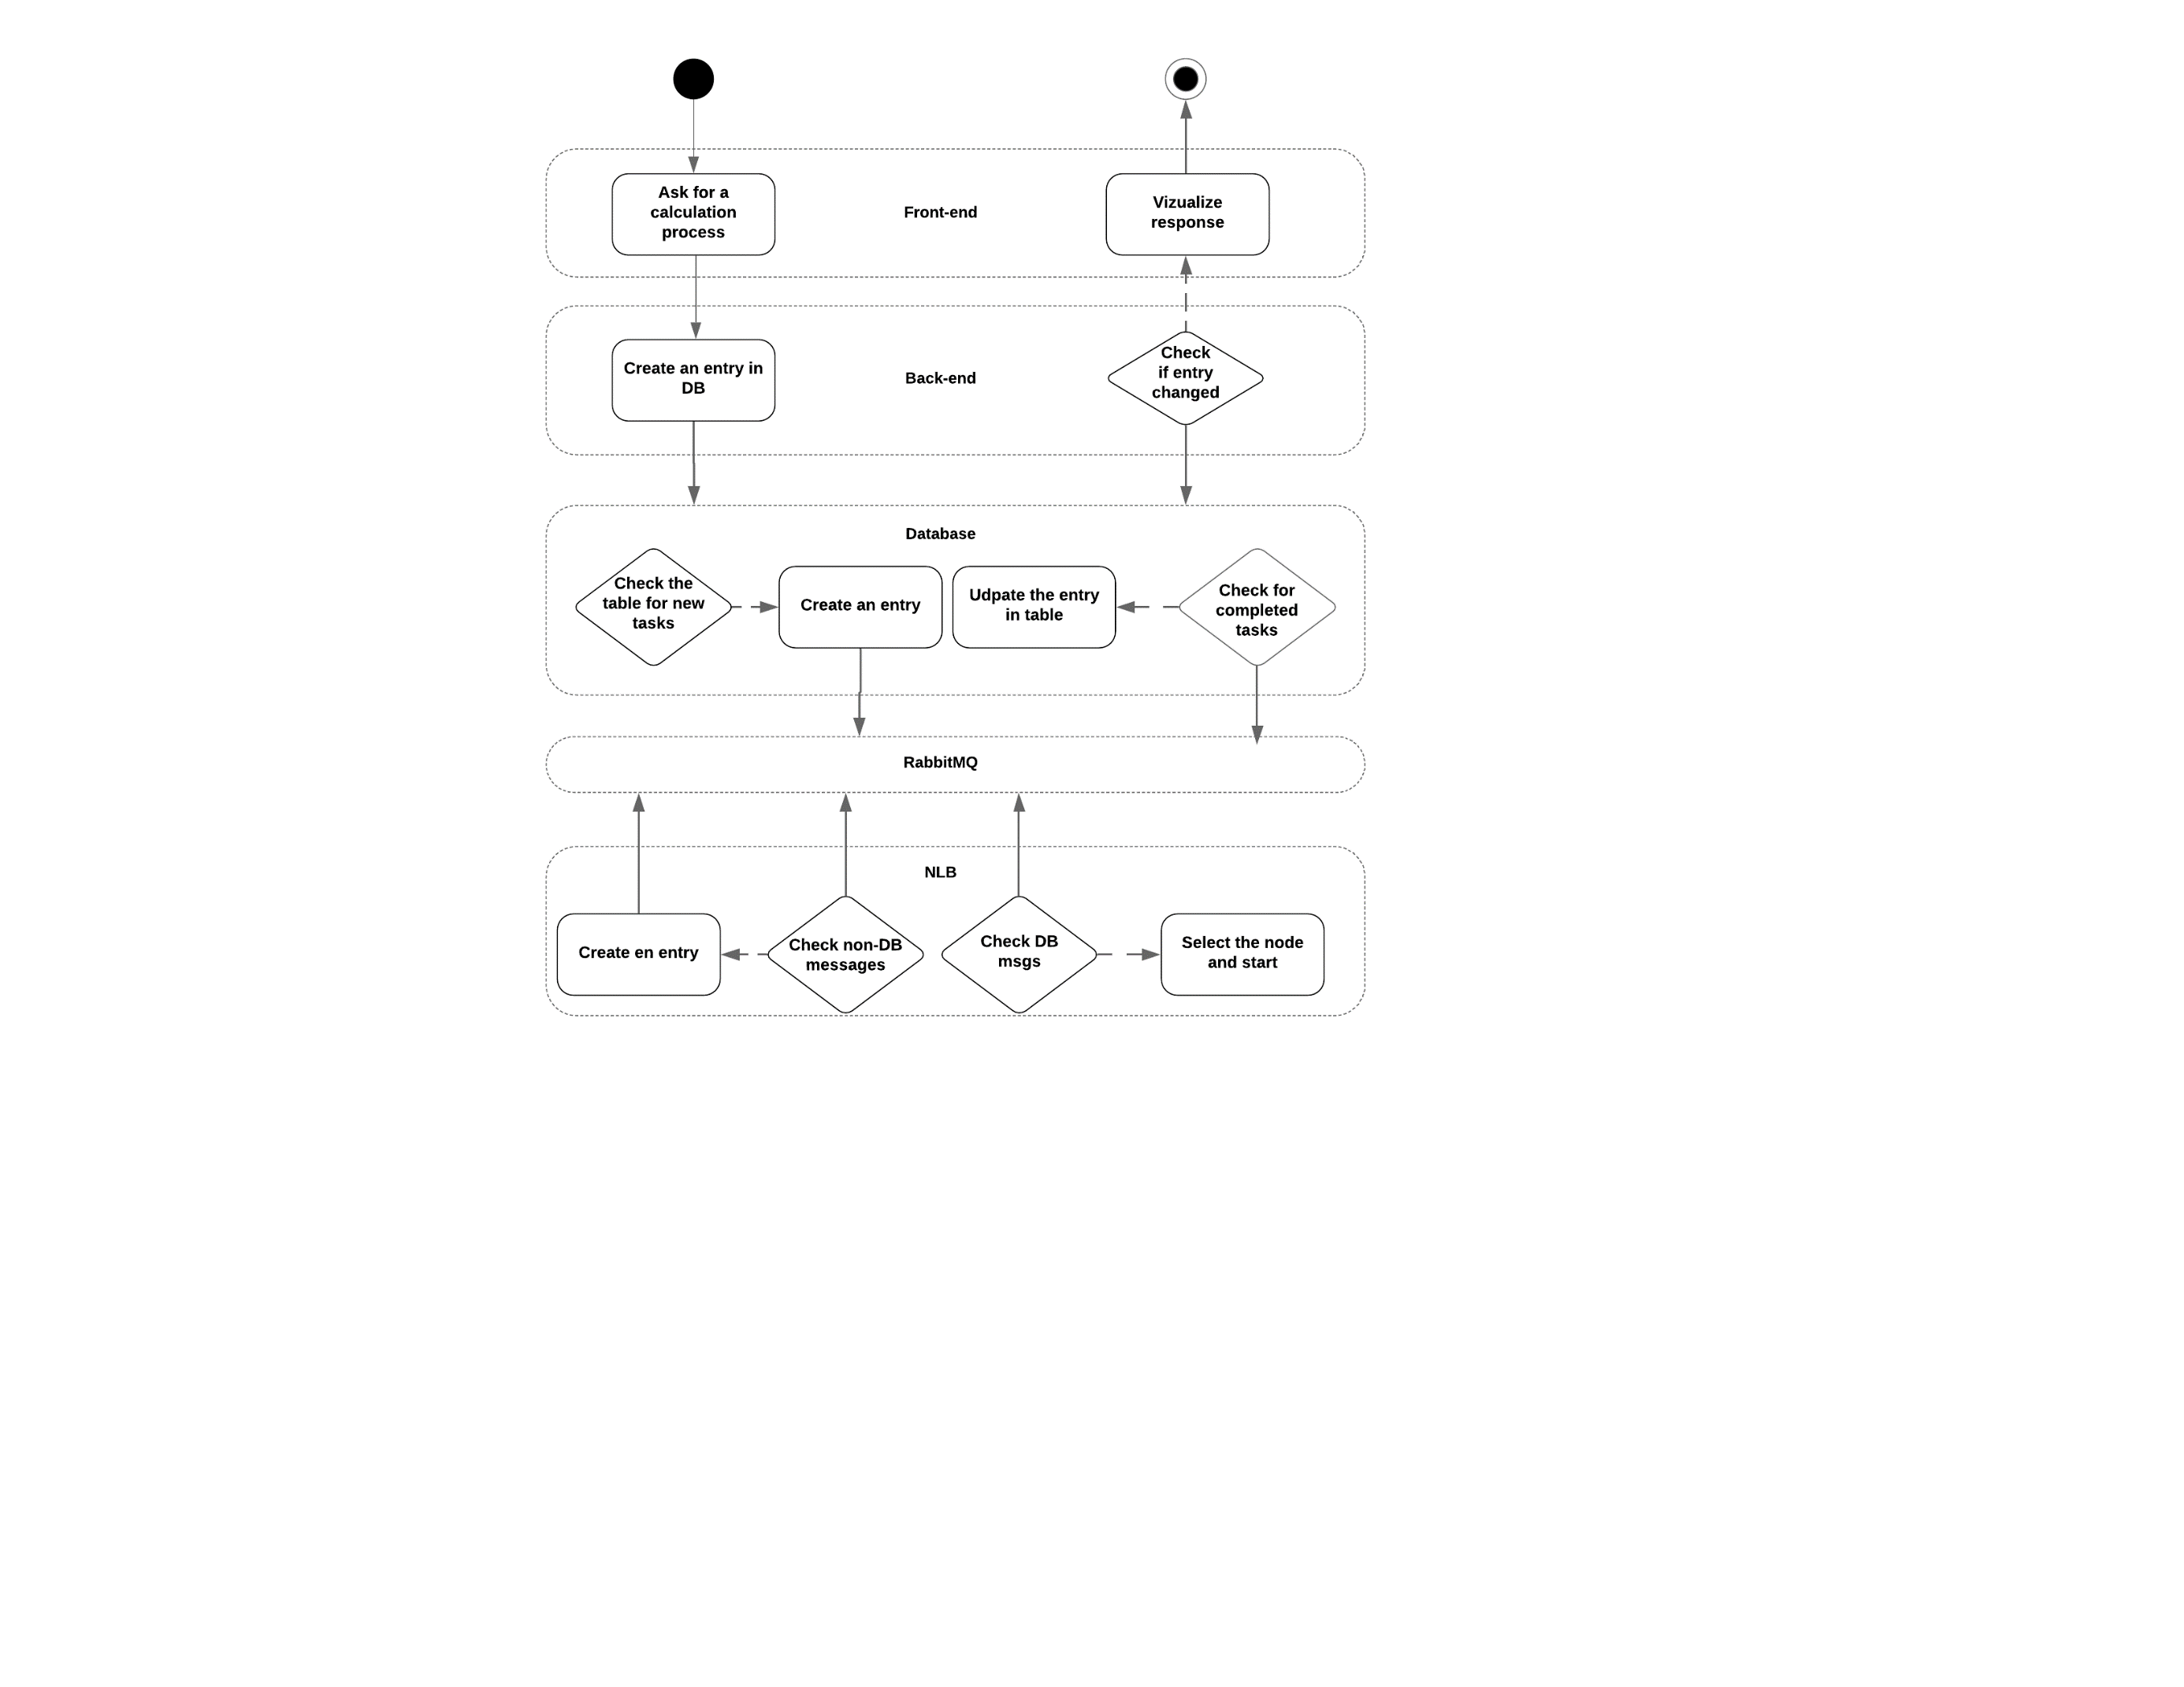 Ask for a
calculation
process
Front-end
Vizualize
response
Create an entry in
DB
Back-end
Check
if entry
changed
Database
Check the
table for new
tasks
Create an entry
Udpate the entry
in table
Check for
completed
tasks
RabbitMQ
NLB
Create en entry
Check non-DB
messages
Check DB
msgs
Select the node
and start